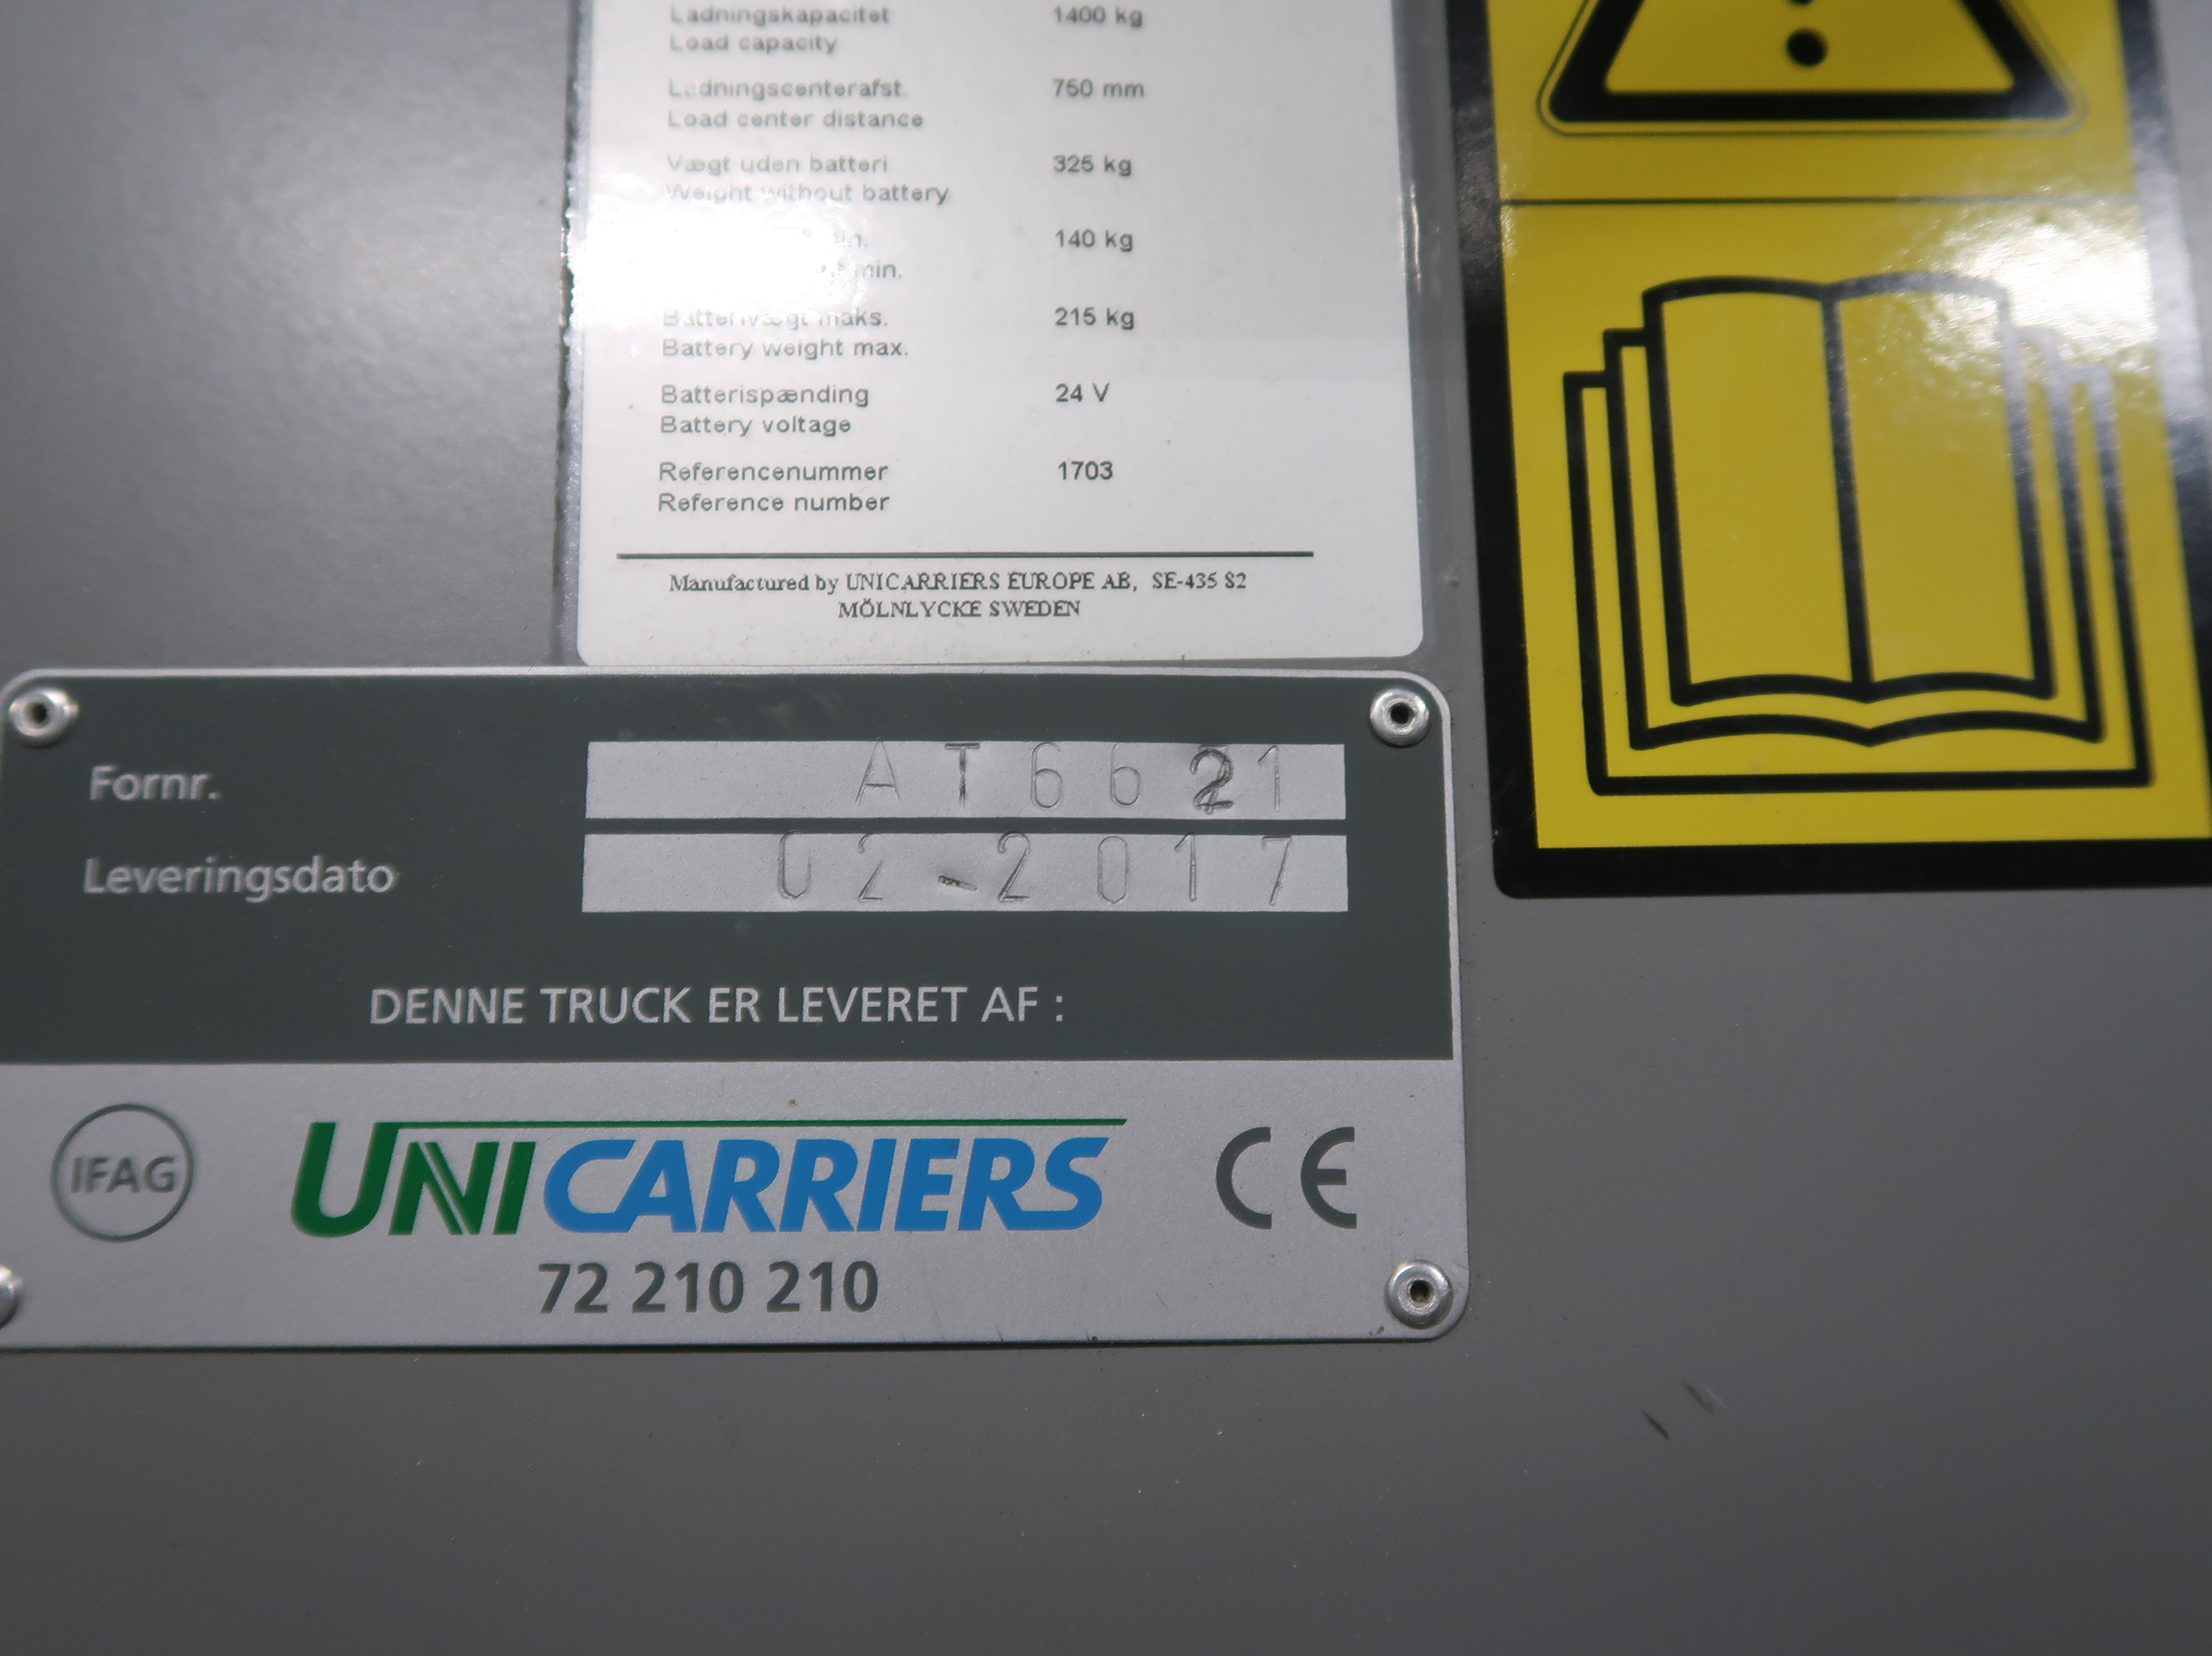 Ladningskapacitet 1400 kg
Load capacity
Ladningscenterafst. 750 mm
Load center distance
Vægt uden batteri 325 kg
Weight without battery
140 kg
min.
Batterivægt maks. 215 kg
Battery weight max.
Batterispænding 24 V
Battery voltage
Referencenummer 1703
Reference number
Manufactured by UNICARRIERS EUROPE AB, SE-435 82
MÖLNLYCKE SWEDEN
Fornr. AT6621
Leveringsdato 02-2017
DENNE TRUCK ER LEVERET AF :
IFAG UNICARRIERS CE
72 210 210